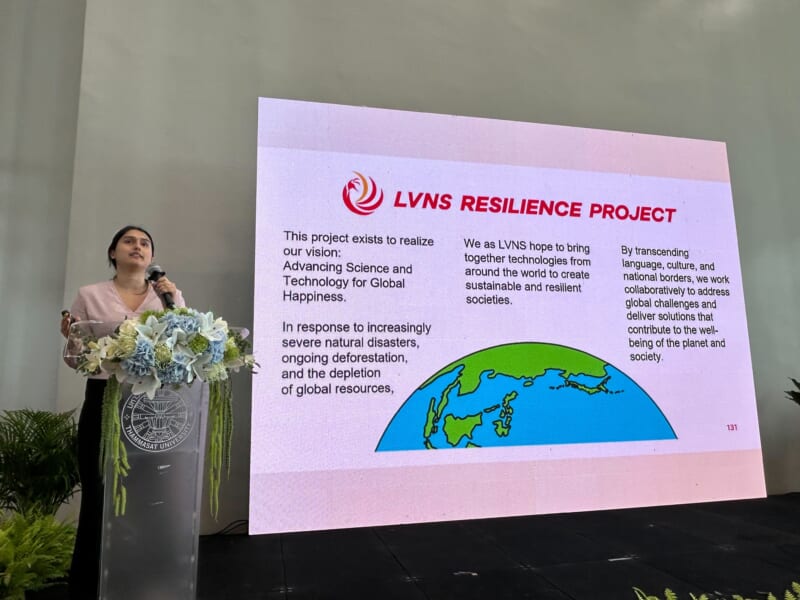 LVNS RESILIENCE PROJECT
This project exists to realize
our vision:
Advancing Science and
Technology for Global
Happiness.
In response to increasingly
severe natural disasters,
ongoing deforestation,
and the depletion
of global resources,
We as LVNS hope to bring
together technologies from
around the world to create
sustainable and resilient
societies.
By transcending
language, culture, and
national borders, we work
collaboratively to address
global challenges and
deliver solutions that
contribute to the well-
being of the planet and
society.
131
THAMMASAT UNIVERSITY